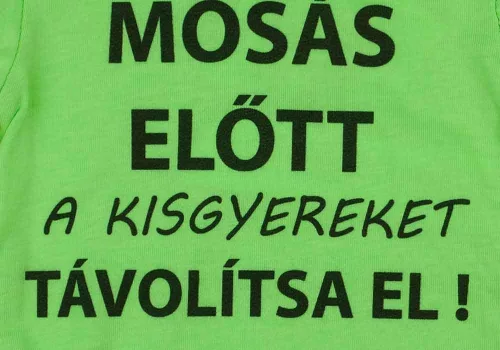 MOSÁS
ELŐTT
A KISGYEREKET
TÁVOLÍTSA EL!